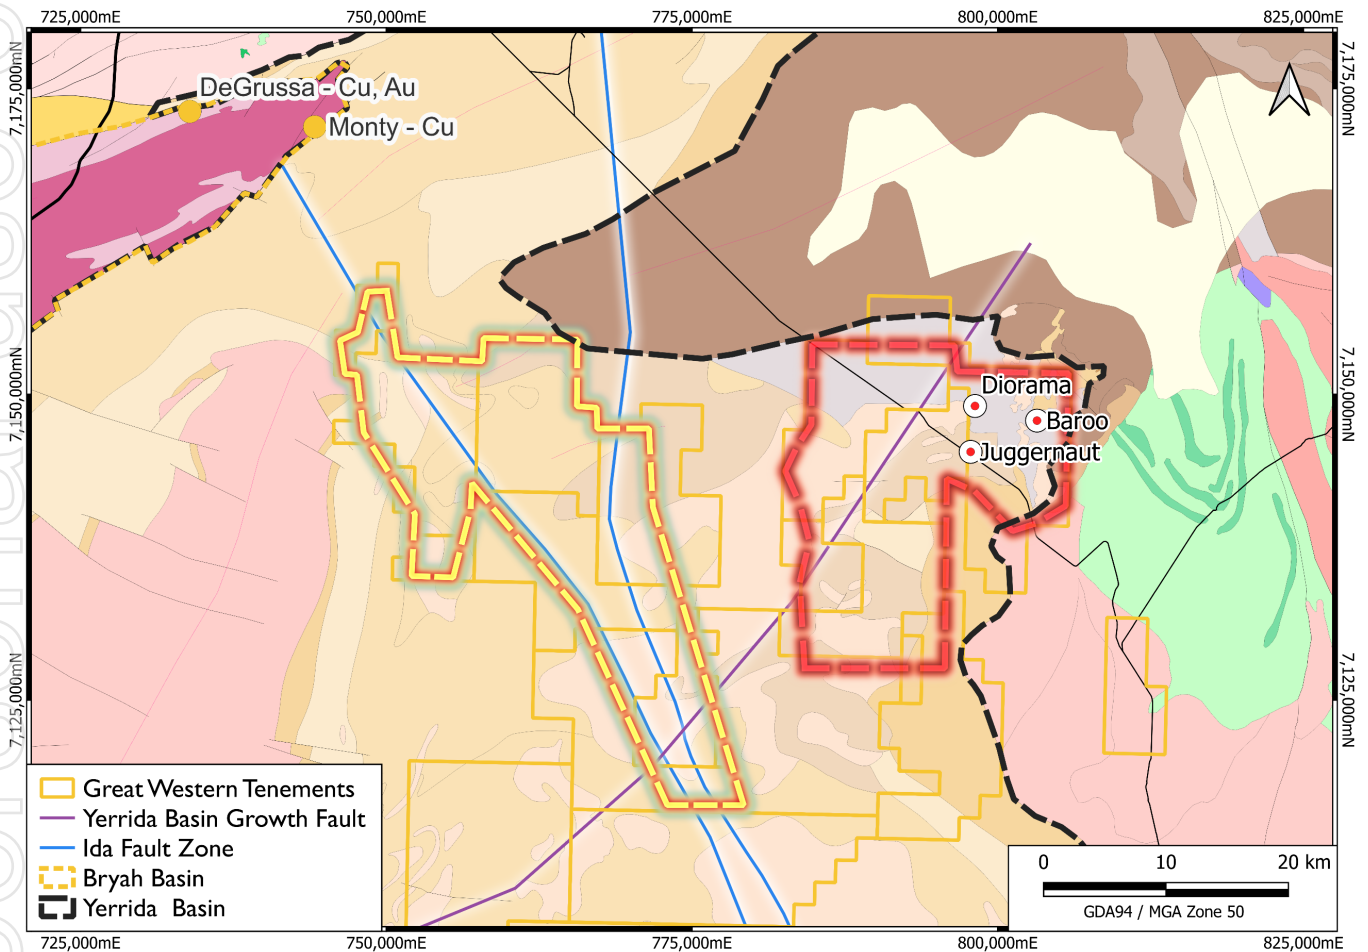 725,000mE
750,000mE
775,000mE
800,000mE
825,000mE
7,175,000mN
7,175,000mN
DeGrussa - Cu, Au
Monty - Cu
7,150,000mN
7,150,000mN
Diorama
Baroo
Juggernaut
7,125,000mN
7,125,000mN
Great Western Tenements
Yerrida Basin Growth Fault
Ida Fault Zone
Bryah Basin
Yerrida Basin
0 10 20 km
GDA94 / MGA Zone 50
725,000mE
750,000mE
775,000mE
800,000mE
825,000mE